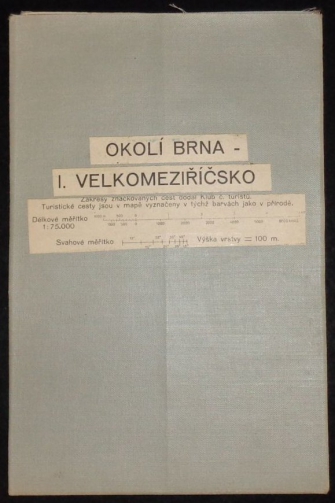 OKOLÍ BRNA -
I. VELKOMEZIŘÍČSKO
Zákresy značkovaných cest dodal Klub č. turistů.
Turistické cesty jsou v mapě vyznačeny v týchž barvách jako v přírodě.
Délkové měřítko
1:75.000
Svahové měřítko
Výška vrstvy = 100 m.